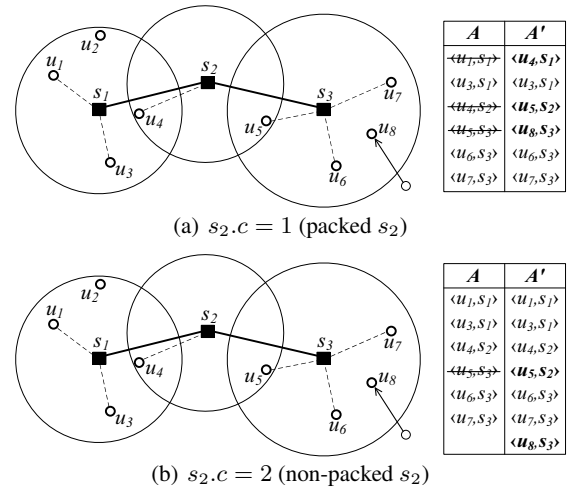 A A'
u₁ u₂ s₁ u₃ u₄ s₂ u₅ s₃ u₆ u₇ u₈
‹u₁,s₁› ‹u₄,s₁›
‹u₃,s₁› ‹u₃,s₁›
‹u₄,s₂› ‹u₅,s₂›
‹u₅,s₃› ‹u₈,s₃›
‹u₆,s₃› ‹u₆,s₃›
‹u₇,s₃› ‹u₇,s₃›
(a) s₂.c = 1 (packed s₂)
A A'
u₁ u₂ s₁ u₃ u₄ s₂ u₅ s₃ u₆ u₇ u₈
‹u₁,s₁› ‹u₁,s₁›
‹u₃,s₁› ‹u₃,s₁›
‹u₄,s₂› ‹u₄,s₂›
‹u₅,s₃› ‹u₅,s₂›
‹u₆,s₃› ‹u₆,s₃›
‹u₇,s₃› ‹u₇,s₃›
‹u₈,s₃›
(b) s₂.c = 2 (non-packed s₂)